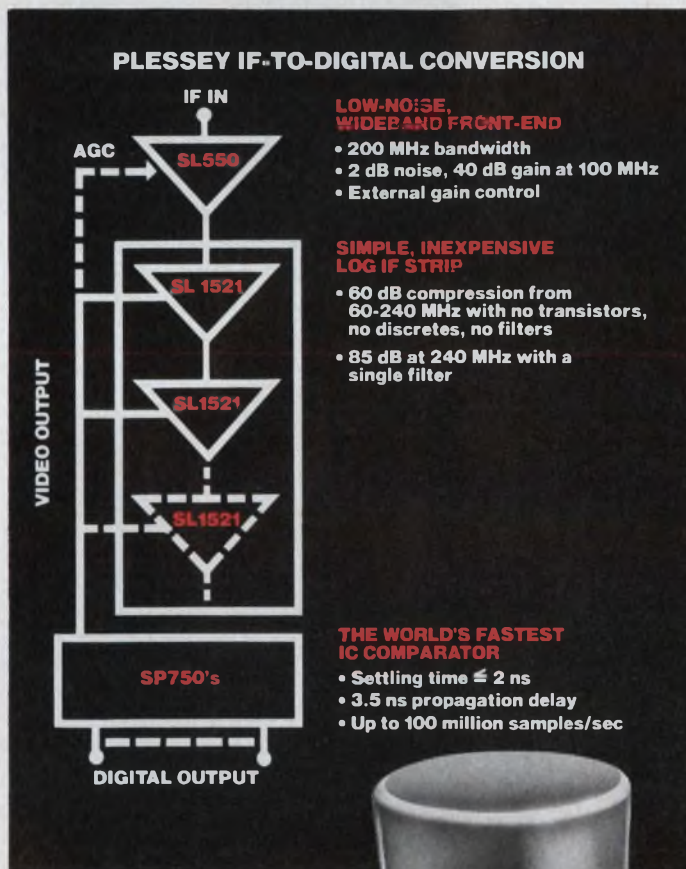 PLESSEY IF-TO-DIGITAL CONVERSION
IF IN
AGC
SL550
LOW-NOISE,
WIDEBAND FRONT-END
• 200 MHz bandwidth
• 2 dB noise, 40 dB gain at 100 MHz
• External gain control
SL 1521
SIMPLE, INEXPENSIVE
LOG IF STRIP
• 60 dB compression from
60-240 MHz with no transistors,
no discretes, no filters
• 85 dB at 240 MHz with a
single filter
SL1521
VIDEO OUTPUT
SL1521
SP750's
THE WORLD'S FASTEST
IC COMPARATOR
• Settling time ≦ 2 ns
• 3.5 ns propagation delay
• Up to 100 million samples/sec
DIGITAL OUTPUT